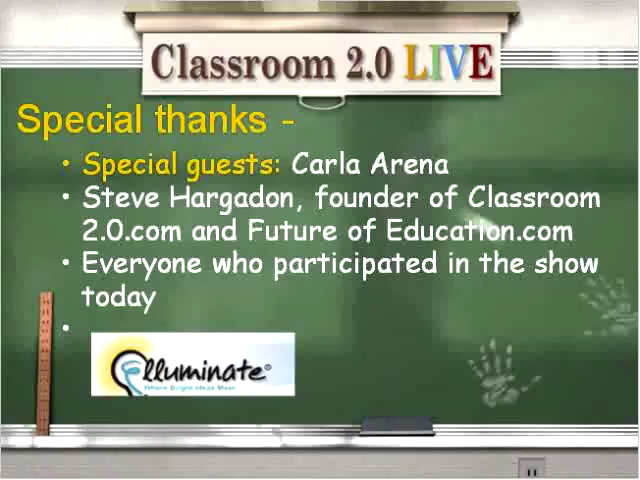 Classroom 2.0 LIVE
Special thanks -
• Special guests: Carla Arena
• Steve Hargadon, founder of Classroom
2.0.com and Future of Education.com
• Everyone who participated in the show
today
•
elluminate®
Where Bright Ideas Meet